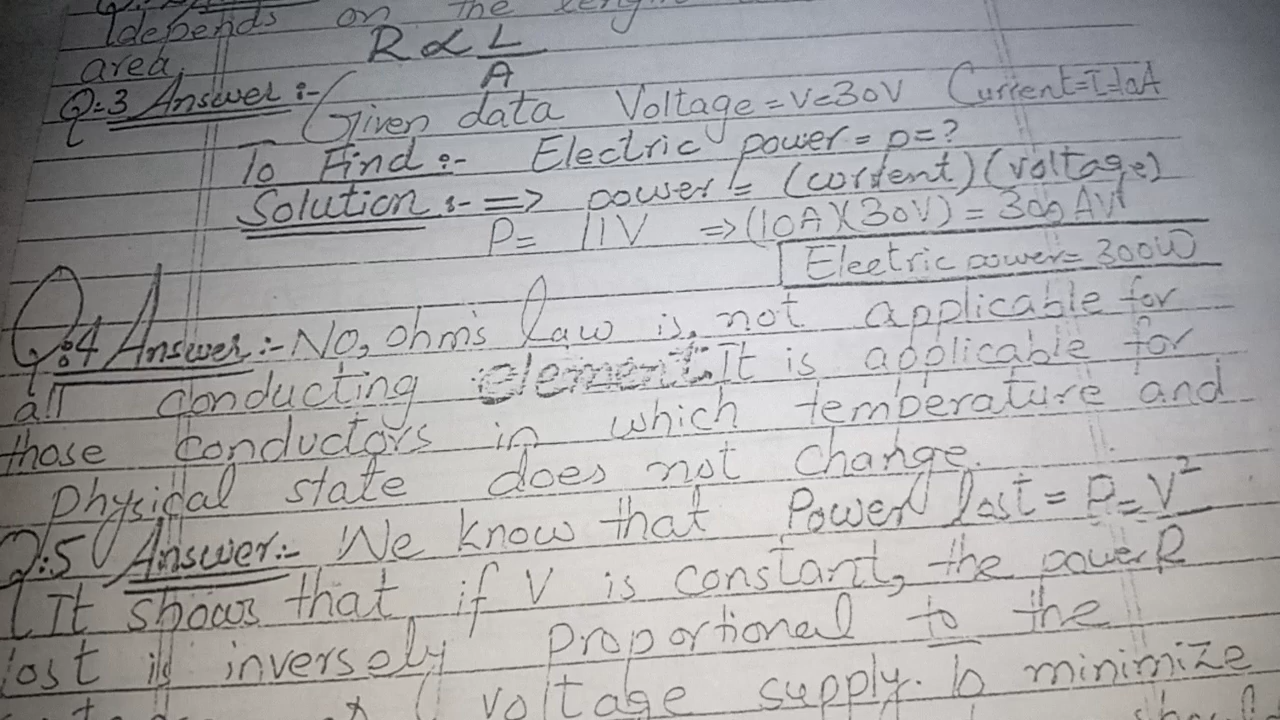 depends on the
area. R ∝ L/A
Q:3 Answer :- Given data Voltage = V=30V Current=I=10A
To Find :- Electric power = p=?
Solution :- => power = (corrent) (voltage)
P= IV => (10A)(30V) = 300 AV
Electric power= 300W
Q:4 Answer:- No, ohm's law is not applicable for
all conducting element. It is applicable for
those conductors in which temperature and
physical state does not change.
Q:5 Answer:- We know that Power lost = P= V²/R
It shows that if V is constant, the power
lost is inversely proportional to the
voltage supply. To minimize